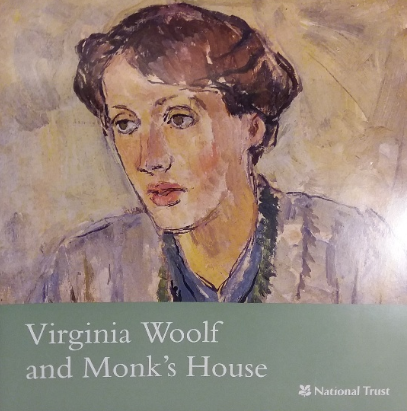 Virginia Woolf
and Monk's House
National Trust